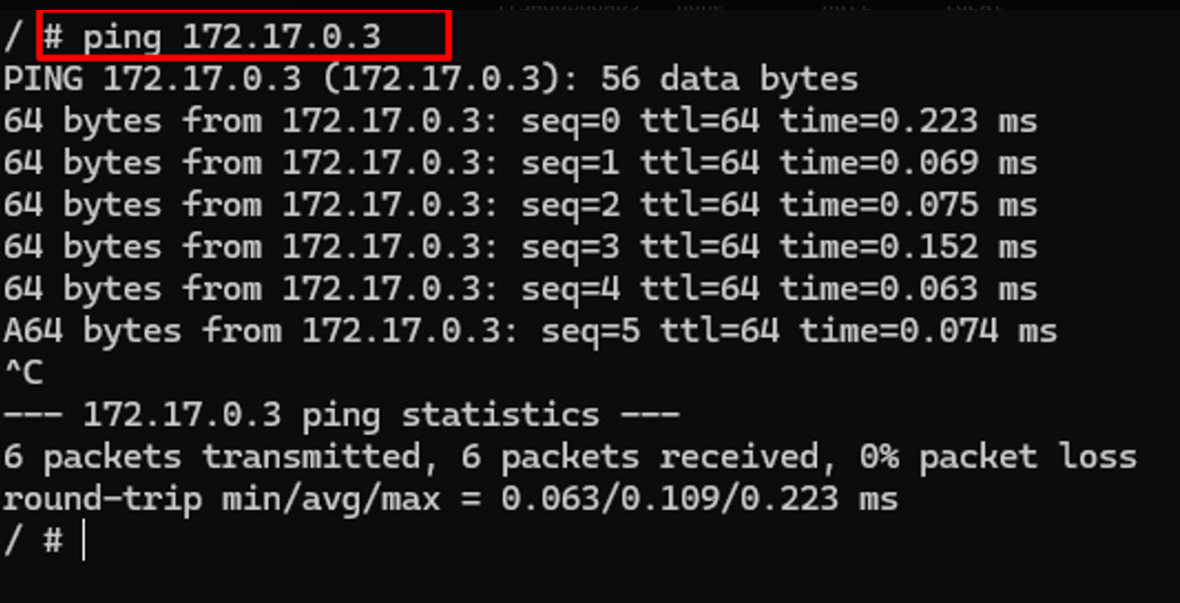 / # ping 172.17.0.3
PING 172.17.0.3 (172.17.0.3): 56 data bytes
64 bytes from 172.17.0.3: seq=0 ttl=64 time=0.223 ms
64 bytes from 172.17.0.3: seq=1 ttl=64 time=0.069 ms
64 bytes from 172.17.0.3: seq=2 ttl=64 time=0.075 ms
64 bytes from 172.17.0.3: seq=3 ttl=64 time=0.152 ms
64 bytes from 172.17.0.3: seq=4 ttl=64 time=0.063 ms
A64 bytes from 172.17.0.3: seq=5 ttl=64 time=0.074 ms
^C
--- 172.17.0.3 ping statistics ---
6 packets transmitted, 6 packets received, 0% packet loss
round-trip min/avg/max = 0.063/0.109/0.223 ms
/ #